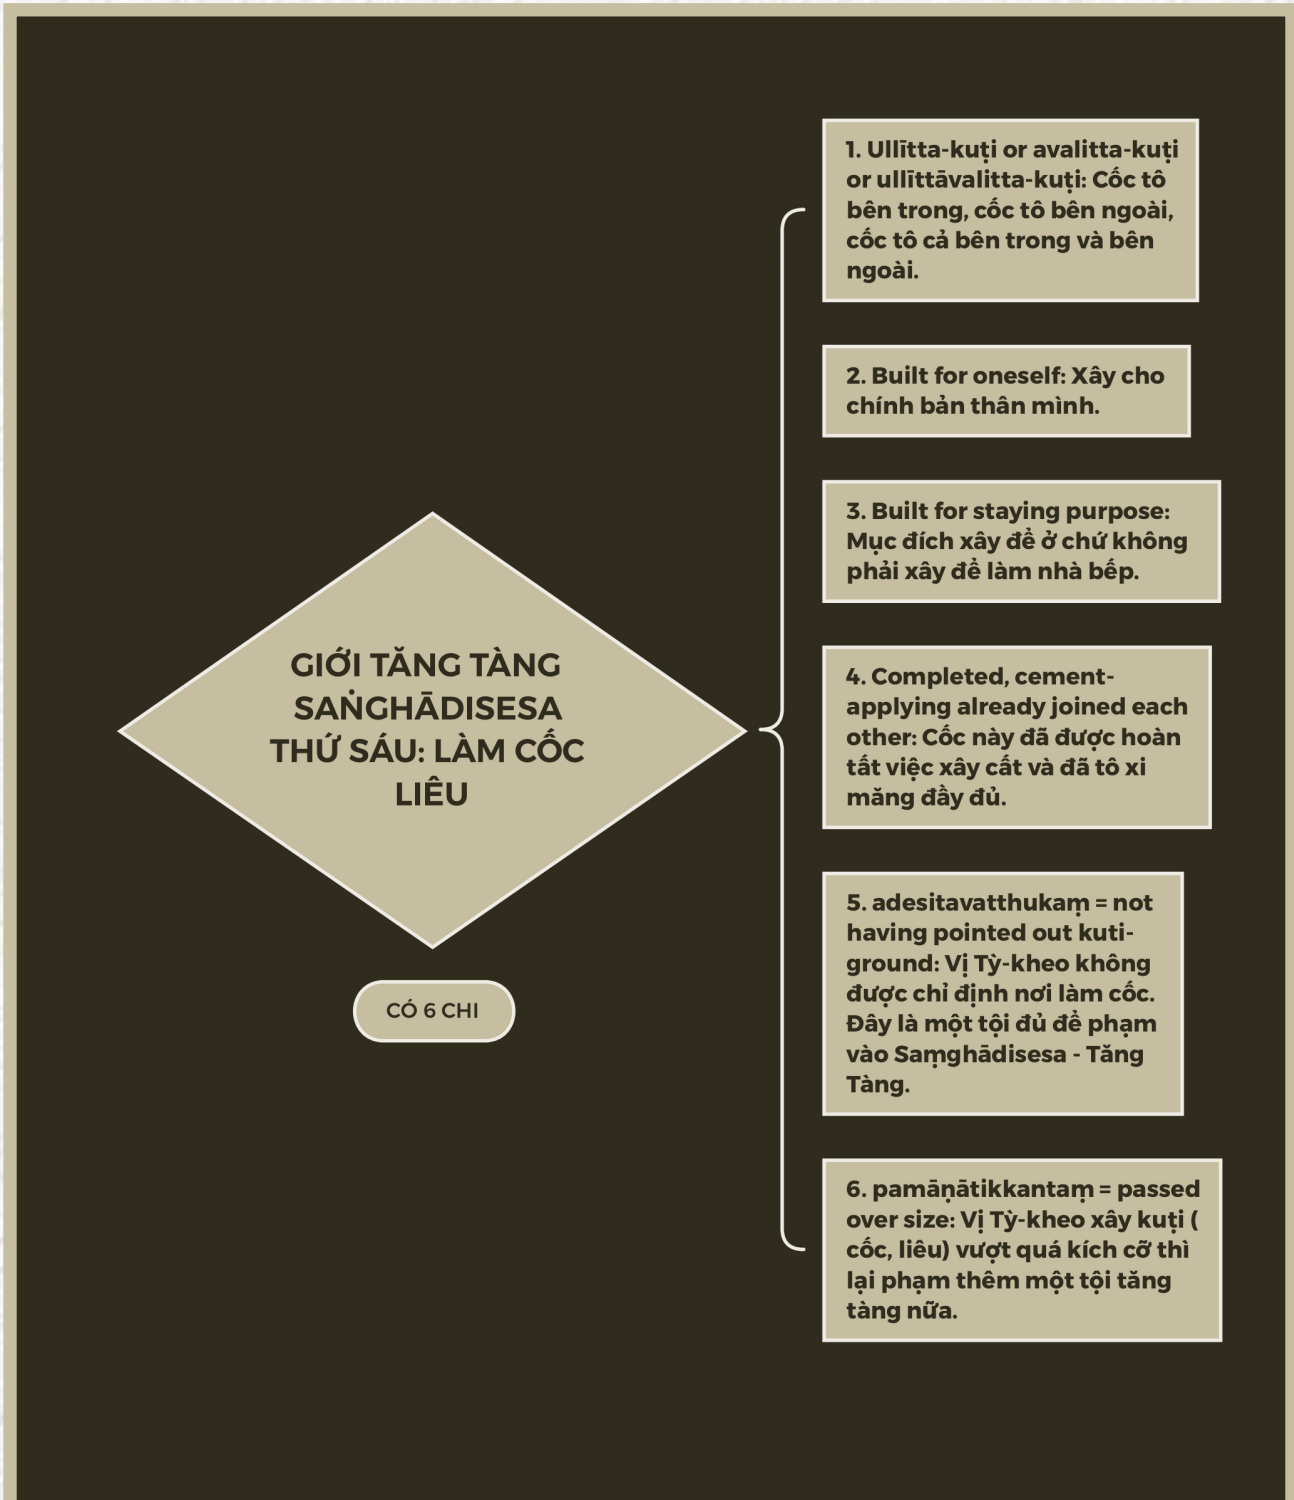 GIỚI TĂNG TÀNG
SAṄGHĀDISESA
THỨ SÁU: LÀM CỐC
LIÊU
CÓ 6 CHI
1. Ullītta-kuṭi or avalitta-kuṭi
or ullīttāvalitta-kuṭi: Cốc tô
bên trong, cốc tô bên ngoài,
cốc tô cả bên trong và bên
ngoài.
2. Built for oneself: Xây cho
chính bản thân mình.
3. Built for staying purpose:
Mục đích xây để ở chứ không
phải xây để làm nhà bếp.
4. Completed, cement-
applying already joined each
other: Cốc này đã được hoàn
tất việc xây cất và đã tô xi
măng đầy đủ.
5. adesitavatthukaṃ = not
having pointed out kuti-
ground: Vị Tỳ-kheo không
được chỉ định nơi làm cốc.
Đây là một tội đủ để phạm
vào Saṃghādisesa - Tăng
Tàng.
6. pamāṇātikkantaṃ = passed
over size: Vị Tỳ-kheo xây kuṭi (
cốc, liêu) vượt quá kích cỡ thì
lại phạm thêm một tội tăng
tàng nữa.